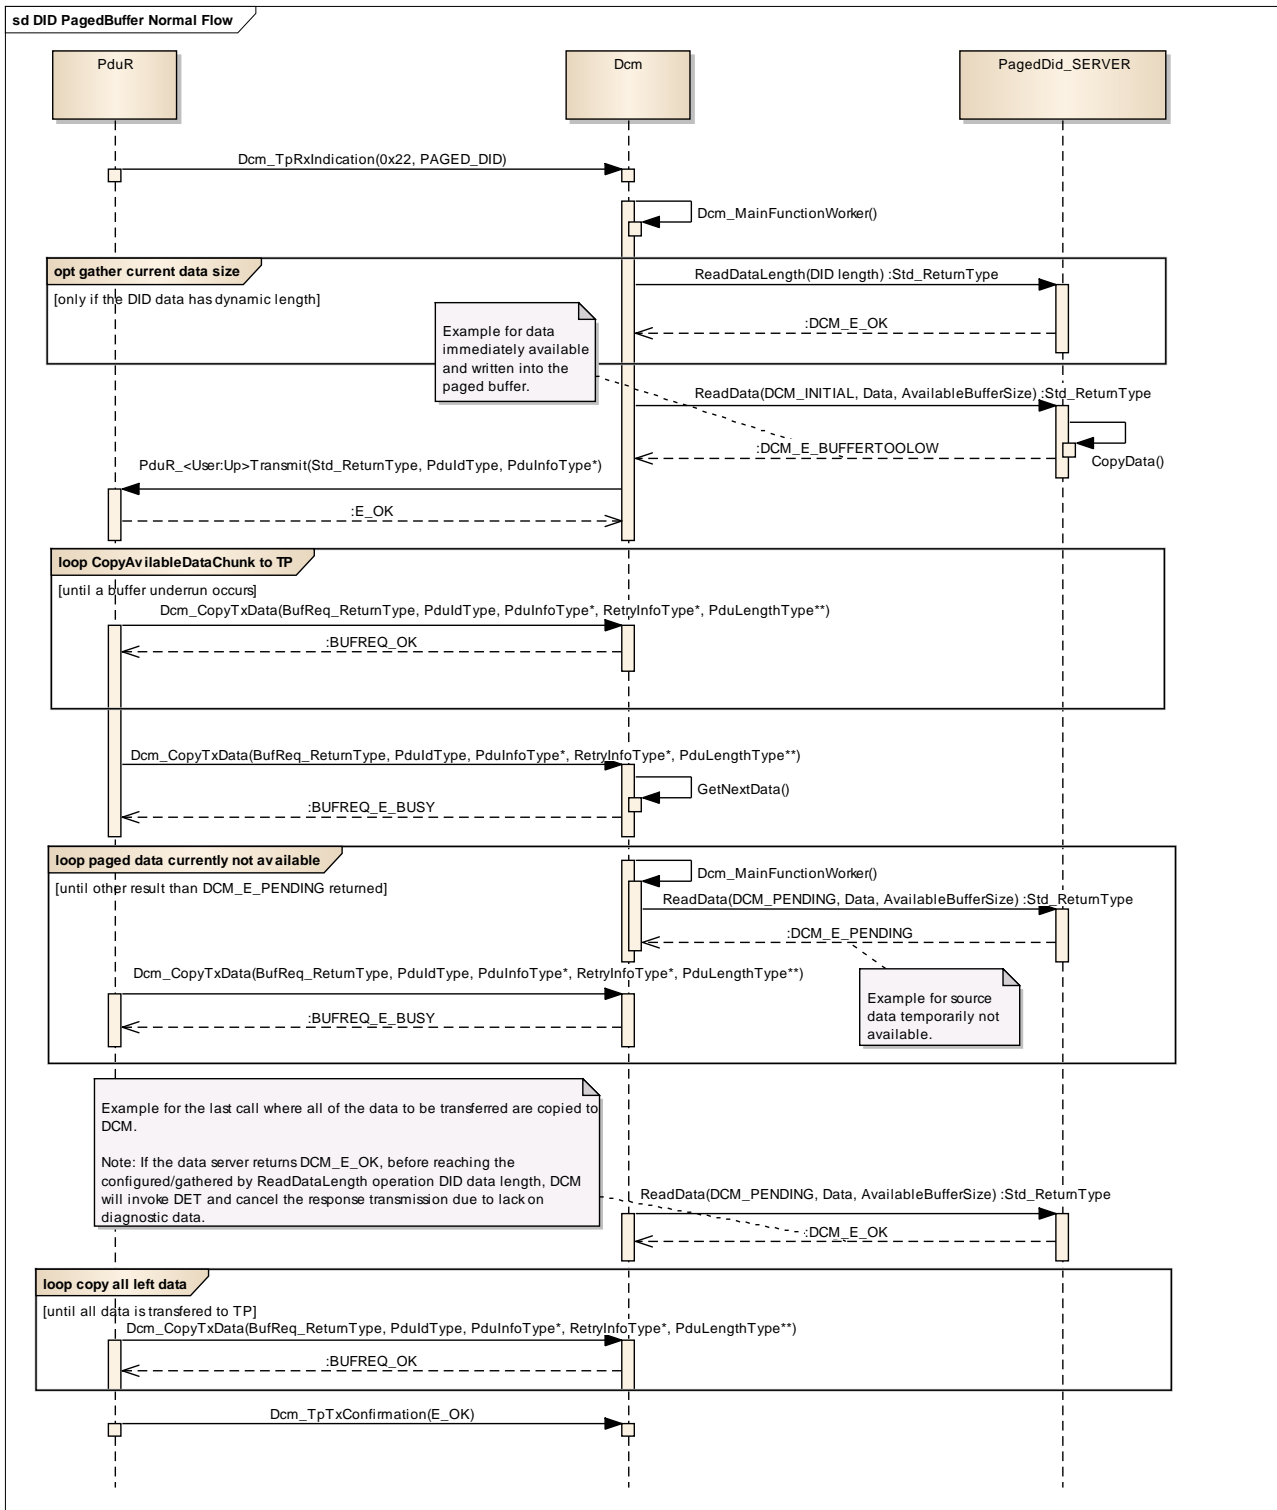 sd DID PagedBuffer Normal Flow
PduR
Dcm
PagedDid_SERVER
Dcm_TpRxIndication(0x22, PAGED_DID)
Dcm_MainFunctionWorker()
opt gather current data size
[only if the DID data has dynamic length]
ReadDataLength(DID length) :Std_ReturnType
:DCM_E_OK
Example for data
immediately available
and written into the
paged buffer.
ReadData(DCM_INITIAL, Data, AvailableBufferSize) :Std_ReturnType
:DCM_E_BUFFERTOOLOW
CopyData()
PduR_<User:Up>Transmit(Std_ReturnType, PduIdType, PduInfoType*)
:E_OK
loop CopyAvilableDataChunk to TP
[until a buffer underrun occurs]
Dcm_CopyTxData(BufReq_ReturnType, PduIdType, PduInfoType*, RetryInfoType*, PduLengthType**)
:BUFREQ_OK
Dcm_CopyTxData(BufReq_ReturnType, PduIdType, PduInfoType*, RetryInfoType*, PduLengthType**)
GetNextData()
:BUFREQ_E_BUSY
loop paged data currently not available
[until other result than DCM_E_PENDING returned]
Dcm_MainFunctionWorker()
ReadData(DCM_PENDING, Data, AvailableBufferSize) :Std_ReturnType
:DCM_E_PENDING
Dcm_CopyTxData(BufReq_ReturnType, PduIdType, PduInfoType*, RetryInfoType*, PduLengthType**)
:BUFREQ_E_BUSY
Example for source
data temporarily not
available.
Example for the last call where all of the data to be transferred are copied to
DCM.
Note: If the data server returns DCM_E_OK, before reaching the
configured/gathered by ReadDataLength operation DID data length, DCM
will invoke DET and cancel the response transmission due to lack on
diagnostic data.
ReadData(DCM_PENDING, Data, AvailableBufferSize) :Std_ReturnType
:DCM_E_OK
loop copy all left data
[until all data is transfered to TP]
Dcm_CopyTxData(BufReq_ReturnType, PduIdType, PduInfoType*, RetryInfoType*, PduLengthType**)
:BUFREQ_OK
Dcm_TpTxConfirmation(E_OK)